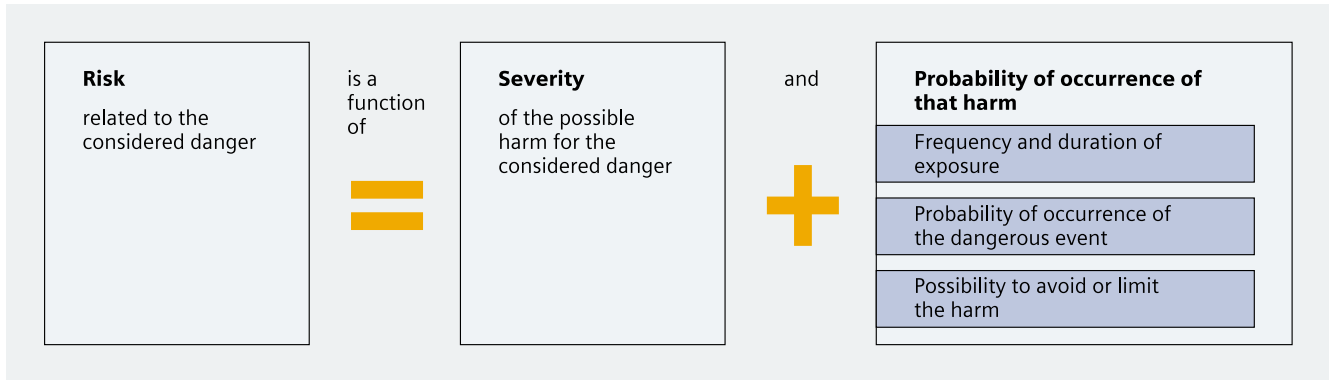 Risk
related to the
considered danger
is a
function
of
Severity
of the possible
harm for the
considered danger
and
Probability of occurrence of
that harm
Frequency and duration of
exposure
Probability of occurrence of
the dangerous event
Possibility to avoid or limit
the harm